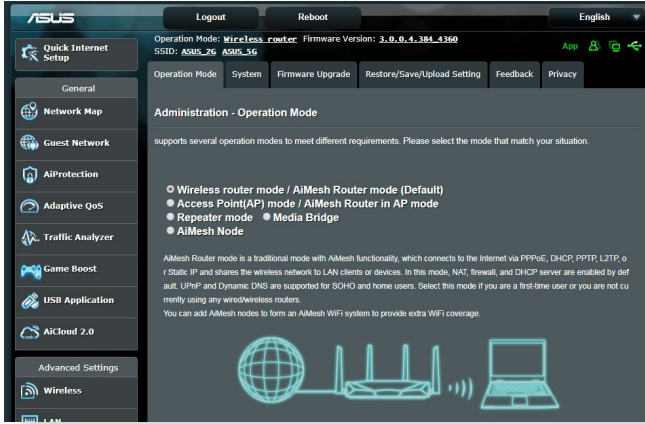 ASUS
Logout
Reboot
English
Quick Internet
Setup
Operation Mode: Wireless router Firmware Version: 3.0.0.4.384_4360
SSID: ASUS_2G ASUS_5G
App
Operation Mode
System
Firmware Upgrade
Restore/Save/Upload Setting
Feedback
Privacy
General
Network Map
Guest Network
AiProtection
Adaptive QoS
Traffic Analyzer
Game Boost
USB Application
AiCloud 2.0
Advanced Settings
Wireless
LAN
Administration - Operation Mode
supports several operation modes to meet different requirements. Please select the mode that match your situation.
Wireless router mode / AiMesh Router mode (Default)
Access Point(AP) mode / AiMesh Router in AP mode
Repeater mode Media Bridge
AiMesh Node
AiMesh Router mode is a traditional mode with AiMesh functionality, which connects to the Internet via PPPoE, DHCP, PPTP, L2TP, o
r Static IP and shares the wireless network to LAN clients or devices. In this mode, NAT, firewall, and DHCP server are enabled by def
ault. UPnP and Dynamic DNS are supported for SOHO and home users. Select this mode if you are a first-time user or you are not cu
rrently using any wired/wireless routers.
You can add AiMesh nodes to form an AiMesh WiFi system to provide extra WiFi coverage.